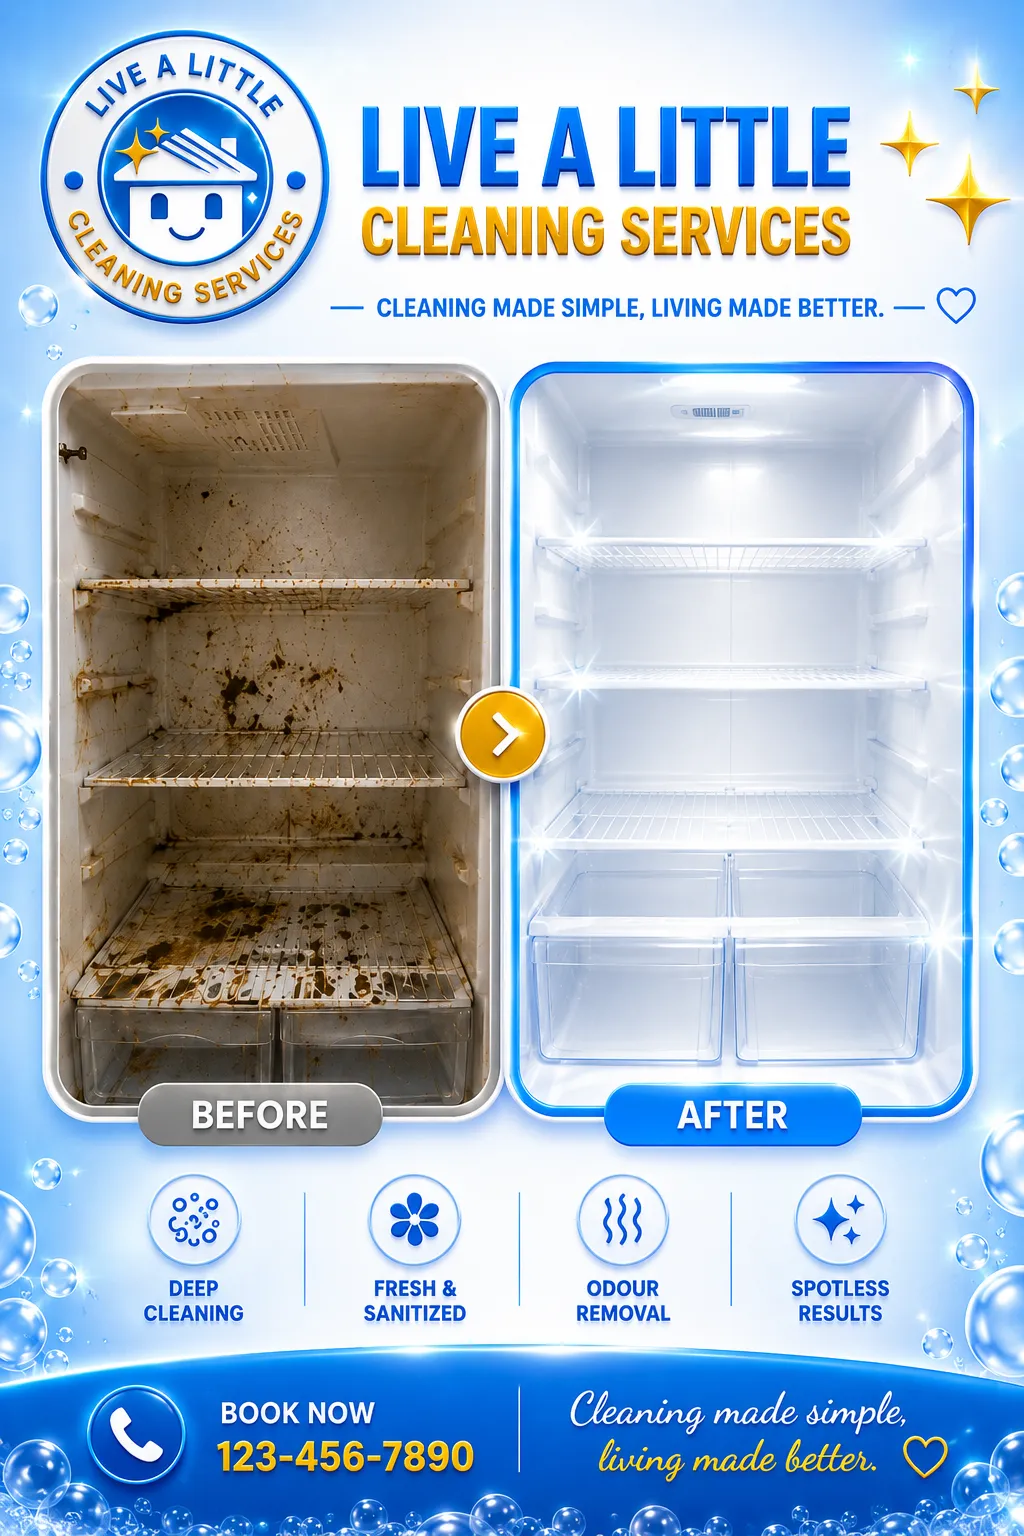 LIVE A LITTLE
CLEANING SERVICES
LIVE A LITTLE
CLEANING SERVICES
CLEANING MADE SIMPLE, LIVING MADE BETTER.
BEFORE
AFTER
DEEP
CLEANING
FRESH &
SANITIZED
ODOUR
REMOVAL
SPOTLESS
RESULTS
BOOK NOW
123-456-7890
Cleaning made simple,
living made better.